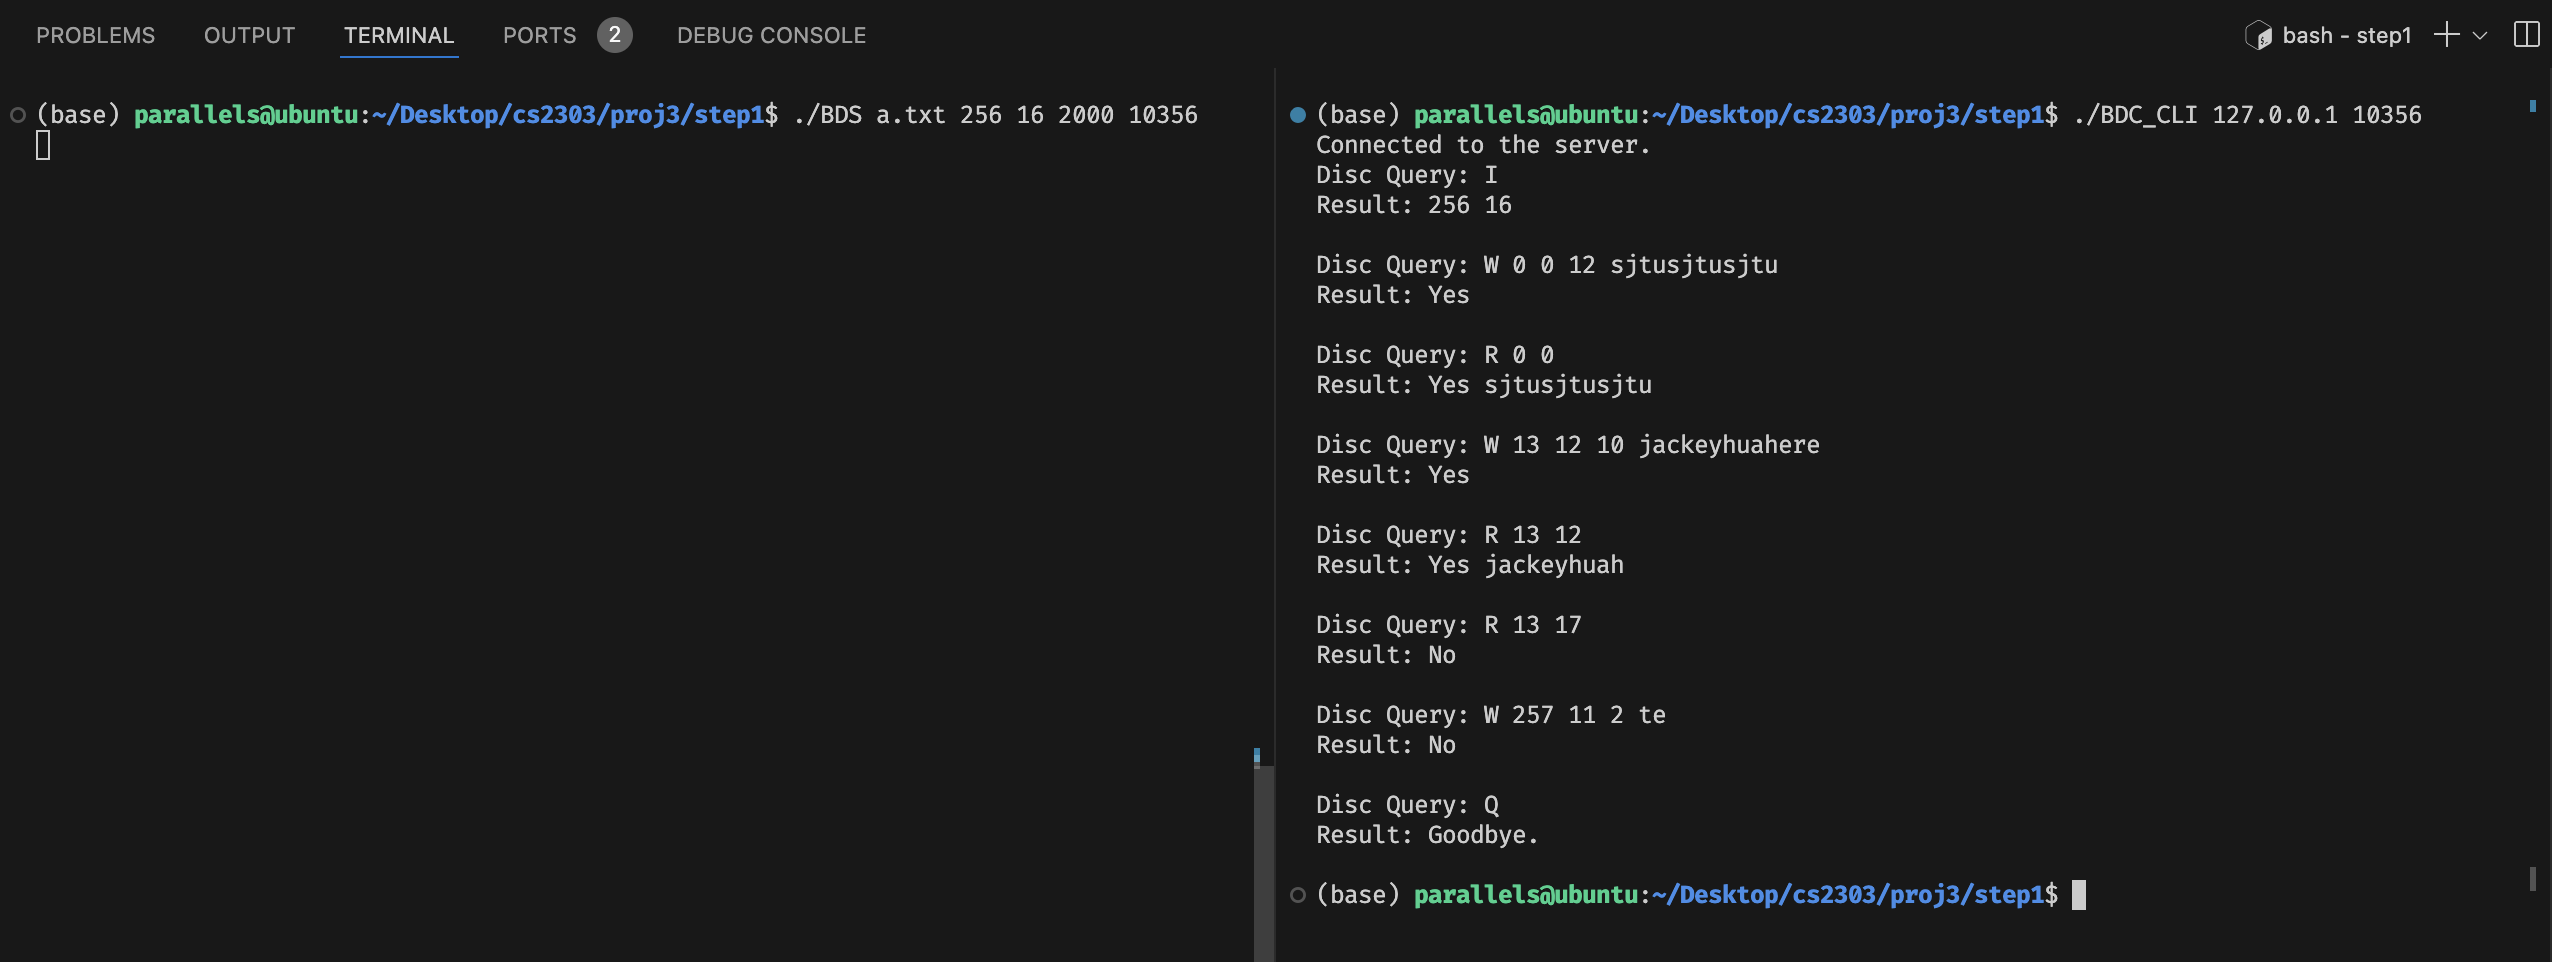 PROBLEMS OUTPUT TERMINAL PORTS 2 DEBUG CONSOLE bash - step1
(base) parallels@ubuntu:~/Desktop/cs2303/proj3/step1$ ./BDS a.txt 256 16 2000 10356
(base) parallels@ubuntu:~/Desktop/cs2303/proj3/step1$ ./BDC_CLI 127.0.0.1 10356
Connected to the server.
Disc Query: I
Result: 256 16
Disc Query: W 0 0 12 sjtusjtusjtu
Result: Yes
Disc Query: R 0 0
Result: Yes sjtusjtusjtu
Disc Query: W 13 12 10 jackeyhuahere
Result: Yes
Disc Query: R 13 12
Result: Yes jackeyhuah
Disc Query: R 13 17
Result: No
Disc Query: W 257 11 2 te
Result: No
Disc Query: Q
Result: Goodbye.
(base) parallels@ubuntu:~/Desktop/cs2303/proj3/step1$